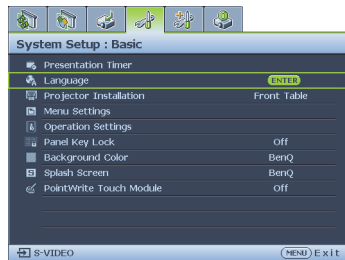 System Setup : Basic
Presentation Timer
Language ENTER
Projector Installation Front Table
Menu Settings
Operation Settings
Panel Key Lock Off
Background Color BenQ
Splash Screen BenQ
PointWrite Touch Module Off
S-VIDEO MENU Exit